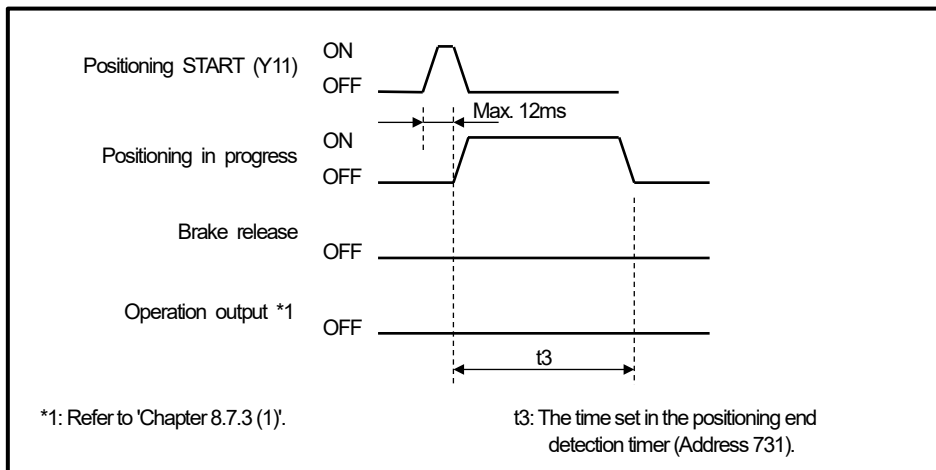 Positioning START (Y11)
ON
OFF
Max. 12ms
Positioning in progress
ON
OFF
Brake release
OFF
Operation output *1
OFF
t3
*1: Refer to 'Chapter 8.7.3 (1)'.
t3: The time set in the positioning end
detection timer (Address 731).